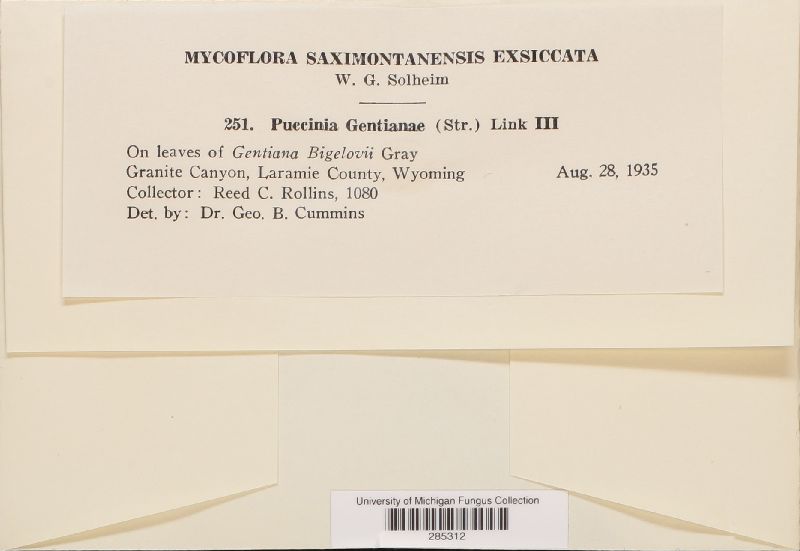 MYCOFLORA SAXIMONTANENSIS EXSICCATA
W. G. Solheim
251. Puccinia Gentianae (Str.) Link III
On leaves of Gentiana Bigelovii Gray
Granite Canyon, Laramie County, Wyoming Aug. 28, 1935
Collector: Reed C. Rollins, 1080
Det. by: Dr. Geo. B. Cummins
University of Michigan Fungus Collection
285312